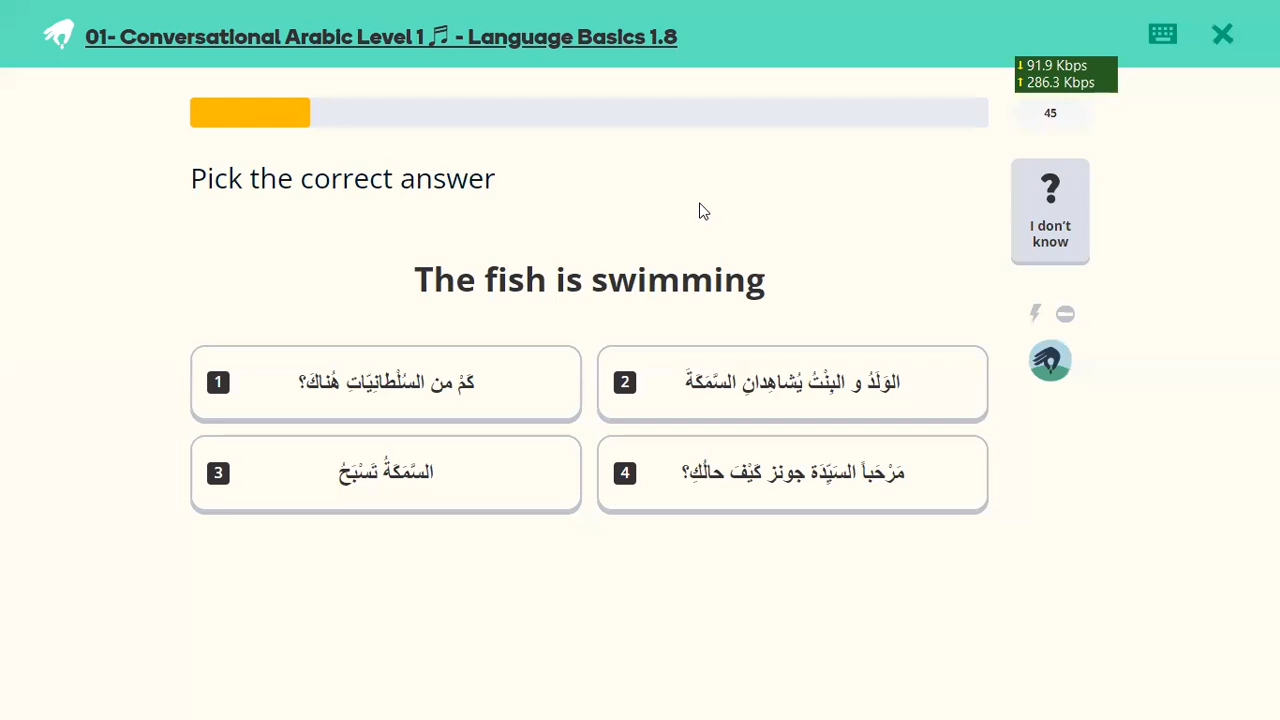 01- Conversational Arabic Level 1 🎵 - Language Basics 1.8
↓ 91.9 Kbps
↑ 286.3 Kbps
45
Pick the correct answer
?
I don't
know
The fish is swimming
1 كَمْ من السُلْطانِيّاتِ هُناكَ؟
2 الوَلَدُ و البِنْتُ يُشاهِدانِ السَّمَكَةَ
3 السَّمَكَةُ تَسْبَحُ
4 مَرْحَباً السَيِّدَة جونز كَيْفَ حالُكِ؟